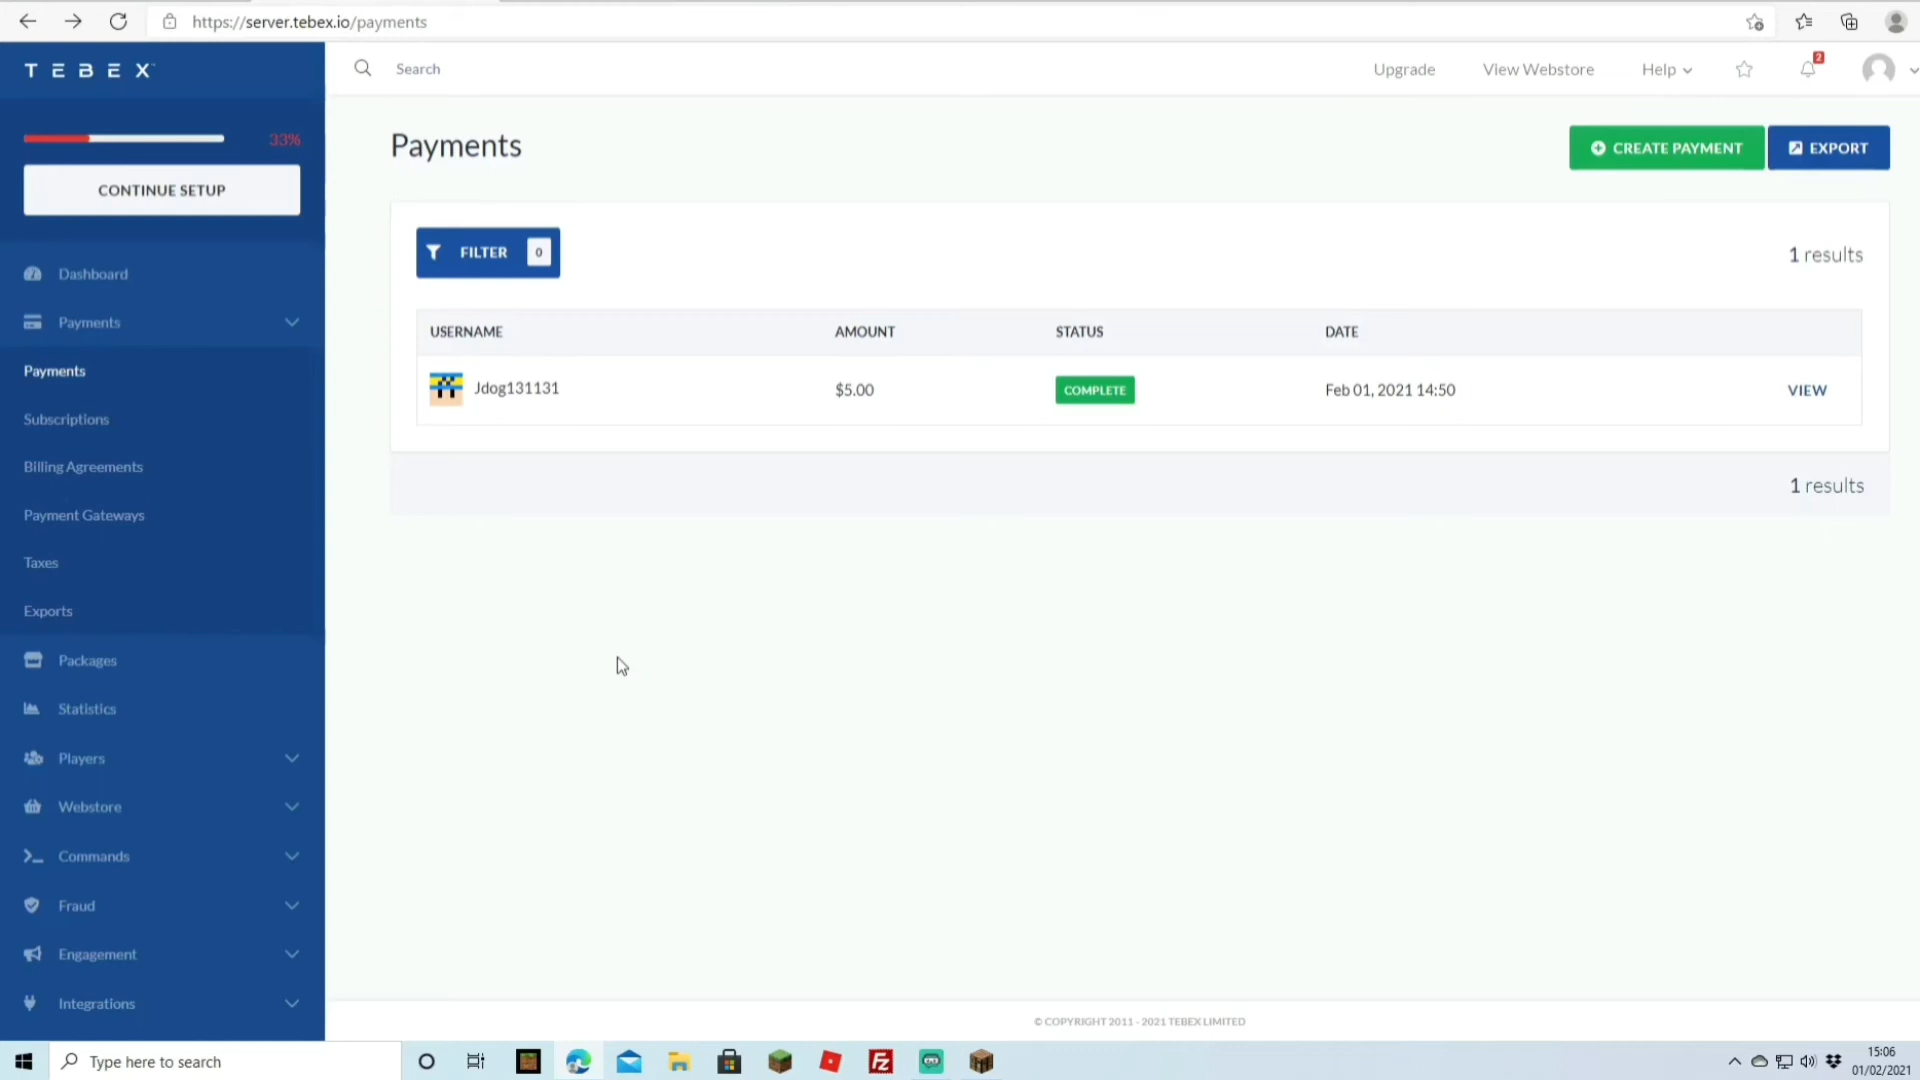 https://server.tebex.io/payments
TEBEX™
Search
Upgrade
View Webstore
Help
2
33%
CONTINUE SETUP
Payments
CREATE PAYMENT
EXPORT
Dashboard
Payments
Payments
Subscriptions
Billing Agreements
Payment Gateways
Taxes
Exports
Packages
Statistics
Players
Webstore
Commands
Fraud
Engagement
Integrations
FILTER 0
1 results
USERNAME AMOUNT STATUS DATE
Jdog131131 $5.00 COMPLETE Feb 01, 2021 14:50 VIEW
1 results
© COPYRIGHT 2011 - 2021 TEBEX LIMITED
Type here to search
Fz
15:06
01/02/2021